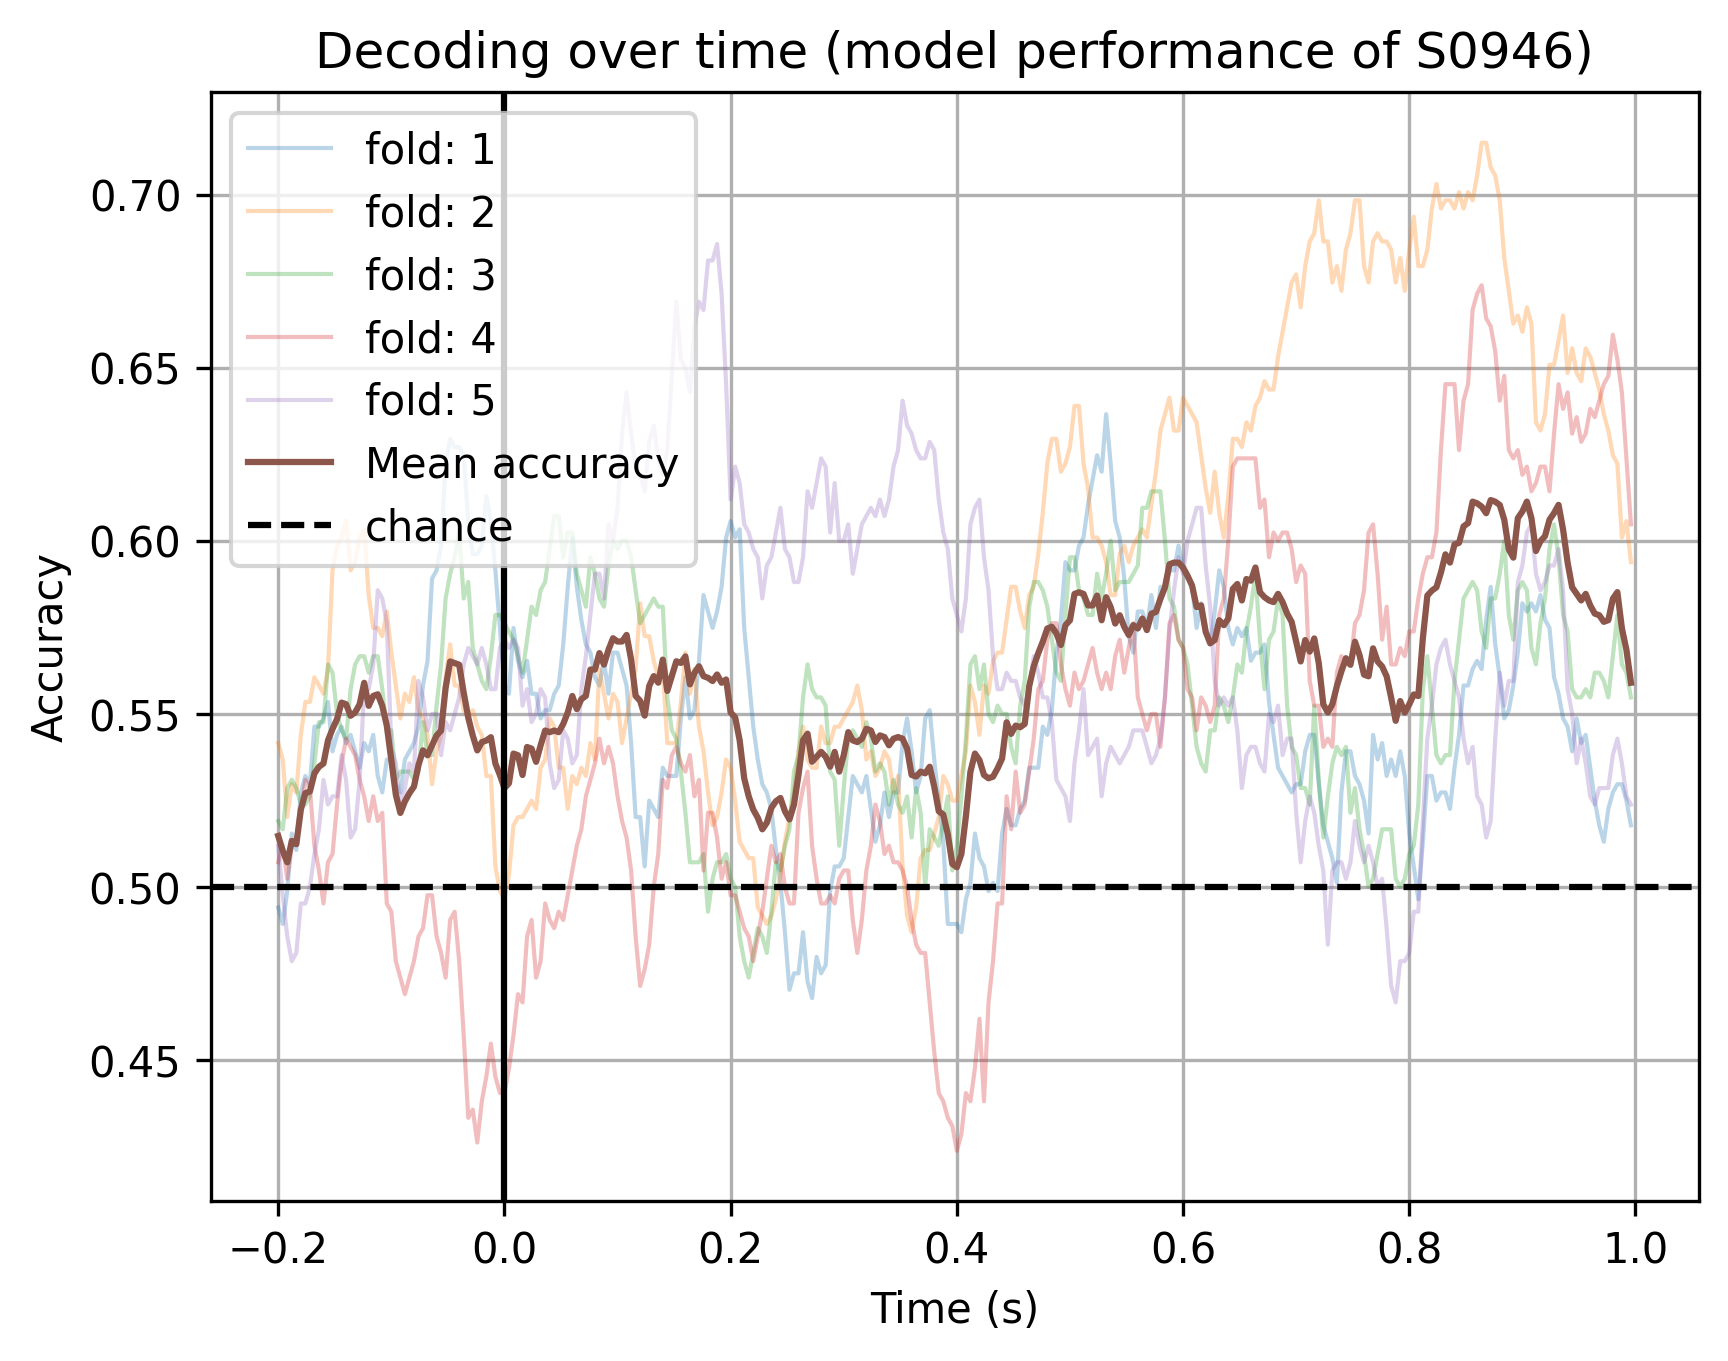 Decoding over time (model performance of S0946)
fold: 1
fold: 2
fold: 3
fold: 4
fold: 5
Mean accuracy
chance
Accuracy
0.70
0.65
0.60
0.55
0.50
0.45
−0.2
0.0
0.2
0.4
0.6
0.8
1.0
Time (s)